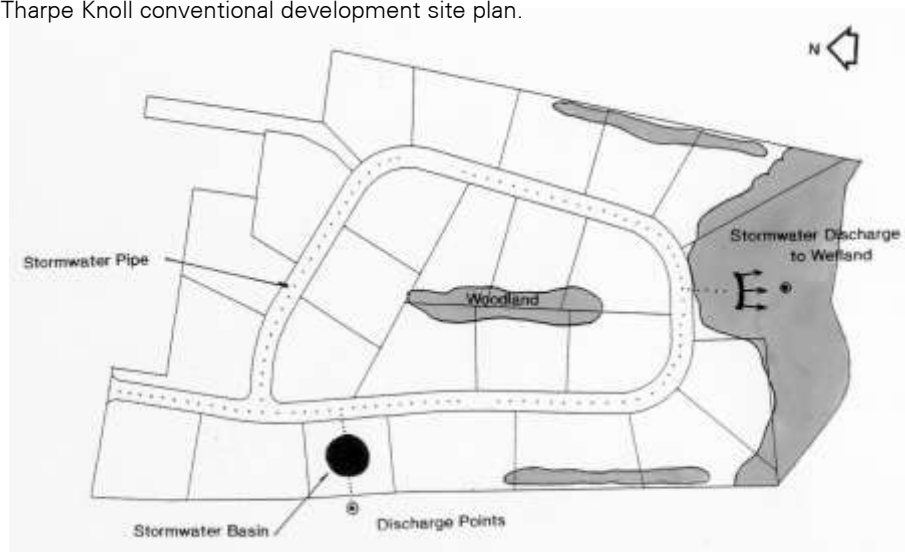 Tharpe Knoll conventional development site plan.
N
Stormwater Discharge
to Wetland
Stormwater Pipe
Woodland
Stormwater Basin
Discharge Points